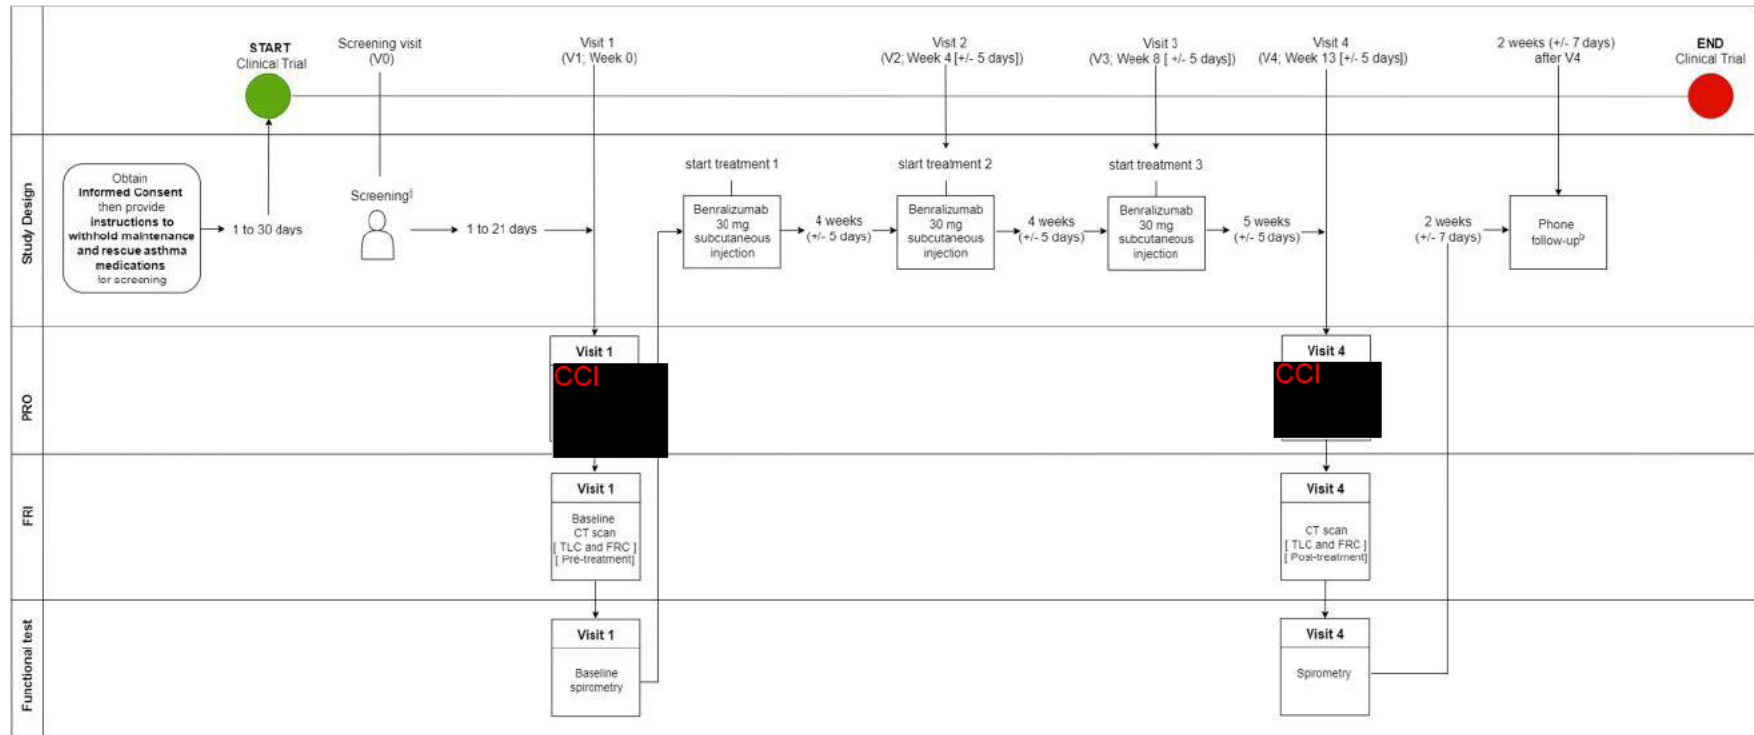 START
Clinical Trial
Screening visit
(V0)
Visit 1
(V1; Week 0)
Visit 2
(V2; Week 4 [+/- 5 days])
Visit 3
(V3; Week 8 [ +/- 5 days])
Visit 4
(V4; Week 13 [+/- 5 days])
2 weeks (+/- 7 days)
after V4
END
Clinical Trial
Study Design
Obtain
Informed Consent
then provide
instructions to
withhold maintenance
and rescue asthma
medications
for screening
1 to 30 days
Screening
1 to 21 days
start treatment 1
Benralizumab
30 mg
subcutaneous
injection
4 weeks
(+/- 5 days)
start treatment 2
Benralizumab
30 mg
subcutaneous
injection
4 weeks
(+/- 5 days)
start treatment 3
Benralizumab
30 mg
subcutaneous
injection
5 weeks
(+/- 5 days)
2 weeks
(+/- 7 days)
Phone
follow-up b
PRO
Visit 1
CCI
Visit 4
CCI
FRI
Visit 1
Baseline
CT scan
[ TLC and FRC ]
[ Pre-treatment]
Visit 4
CT scan
[ TLC and FRC ]
[ Post-treatment]
Functional test
Visit 1
Baseline
spirometry
Visit 4
Spirometry